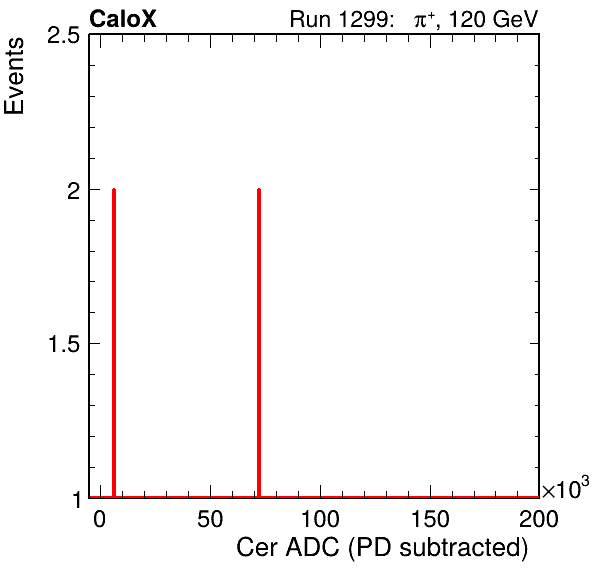 CaloX Run 1299: π⁺, 120 GeV
Events
2.5
2
1.5
1
×10³
0 50 100 150 200
Cer ADC (PD subtracted)